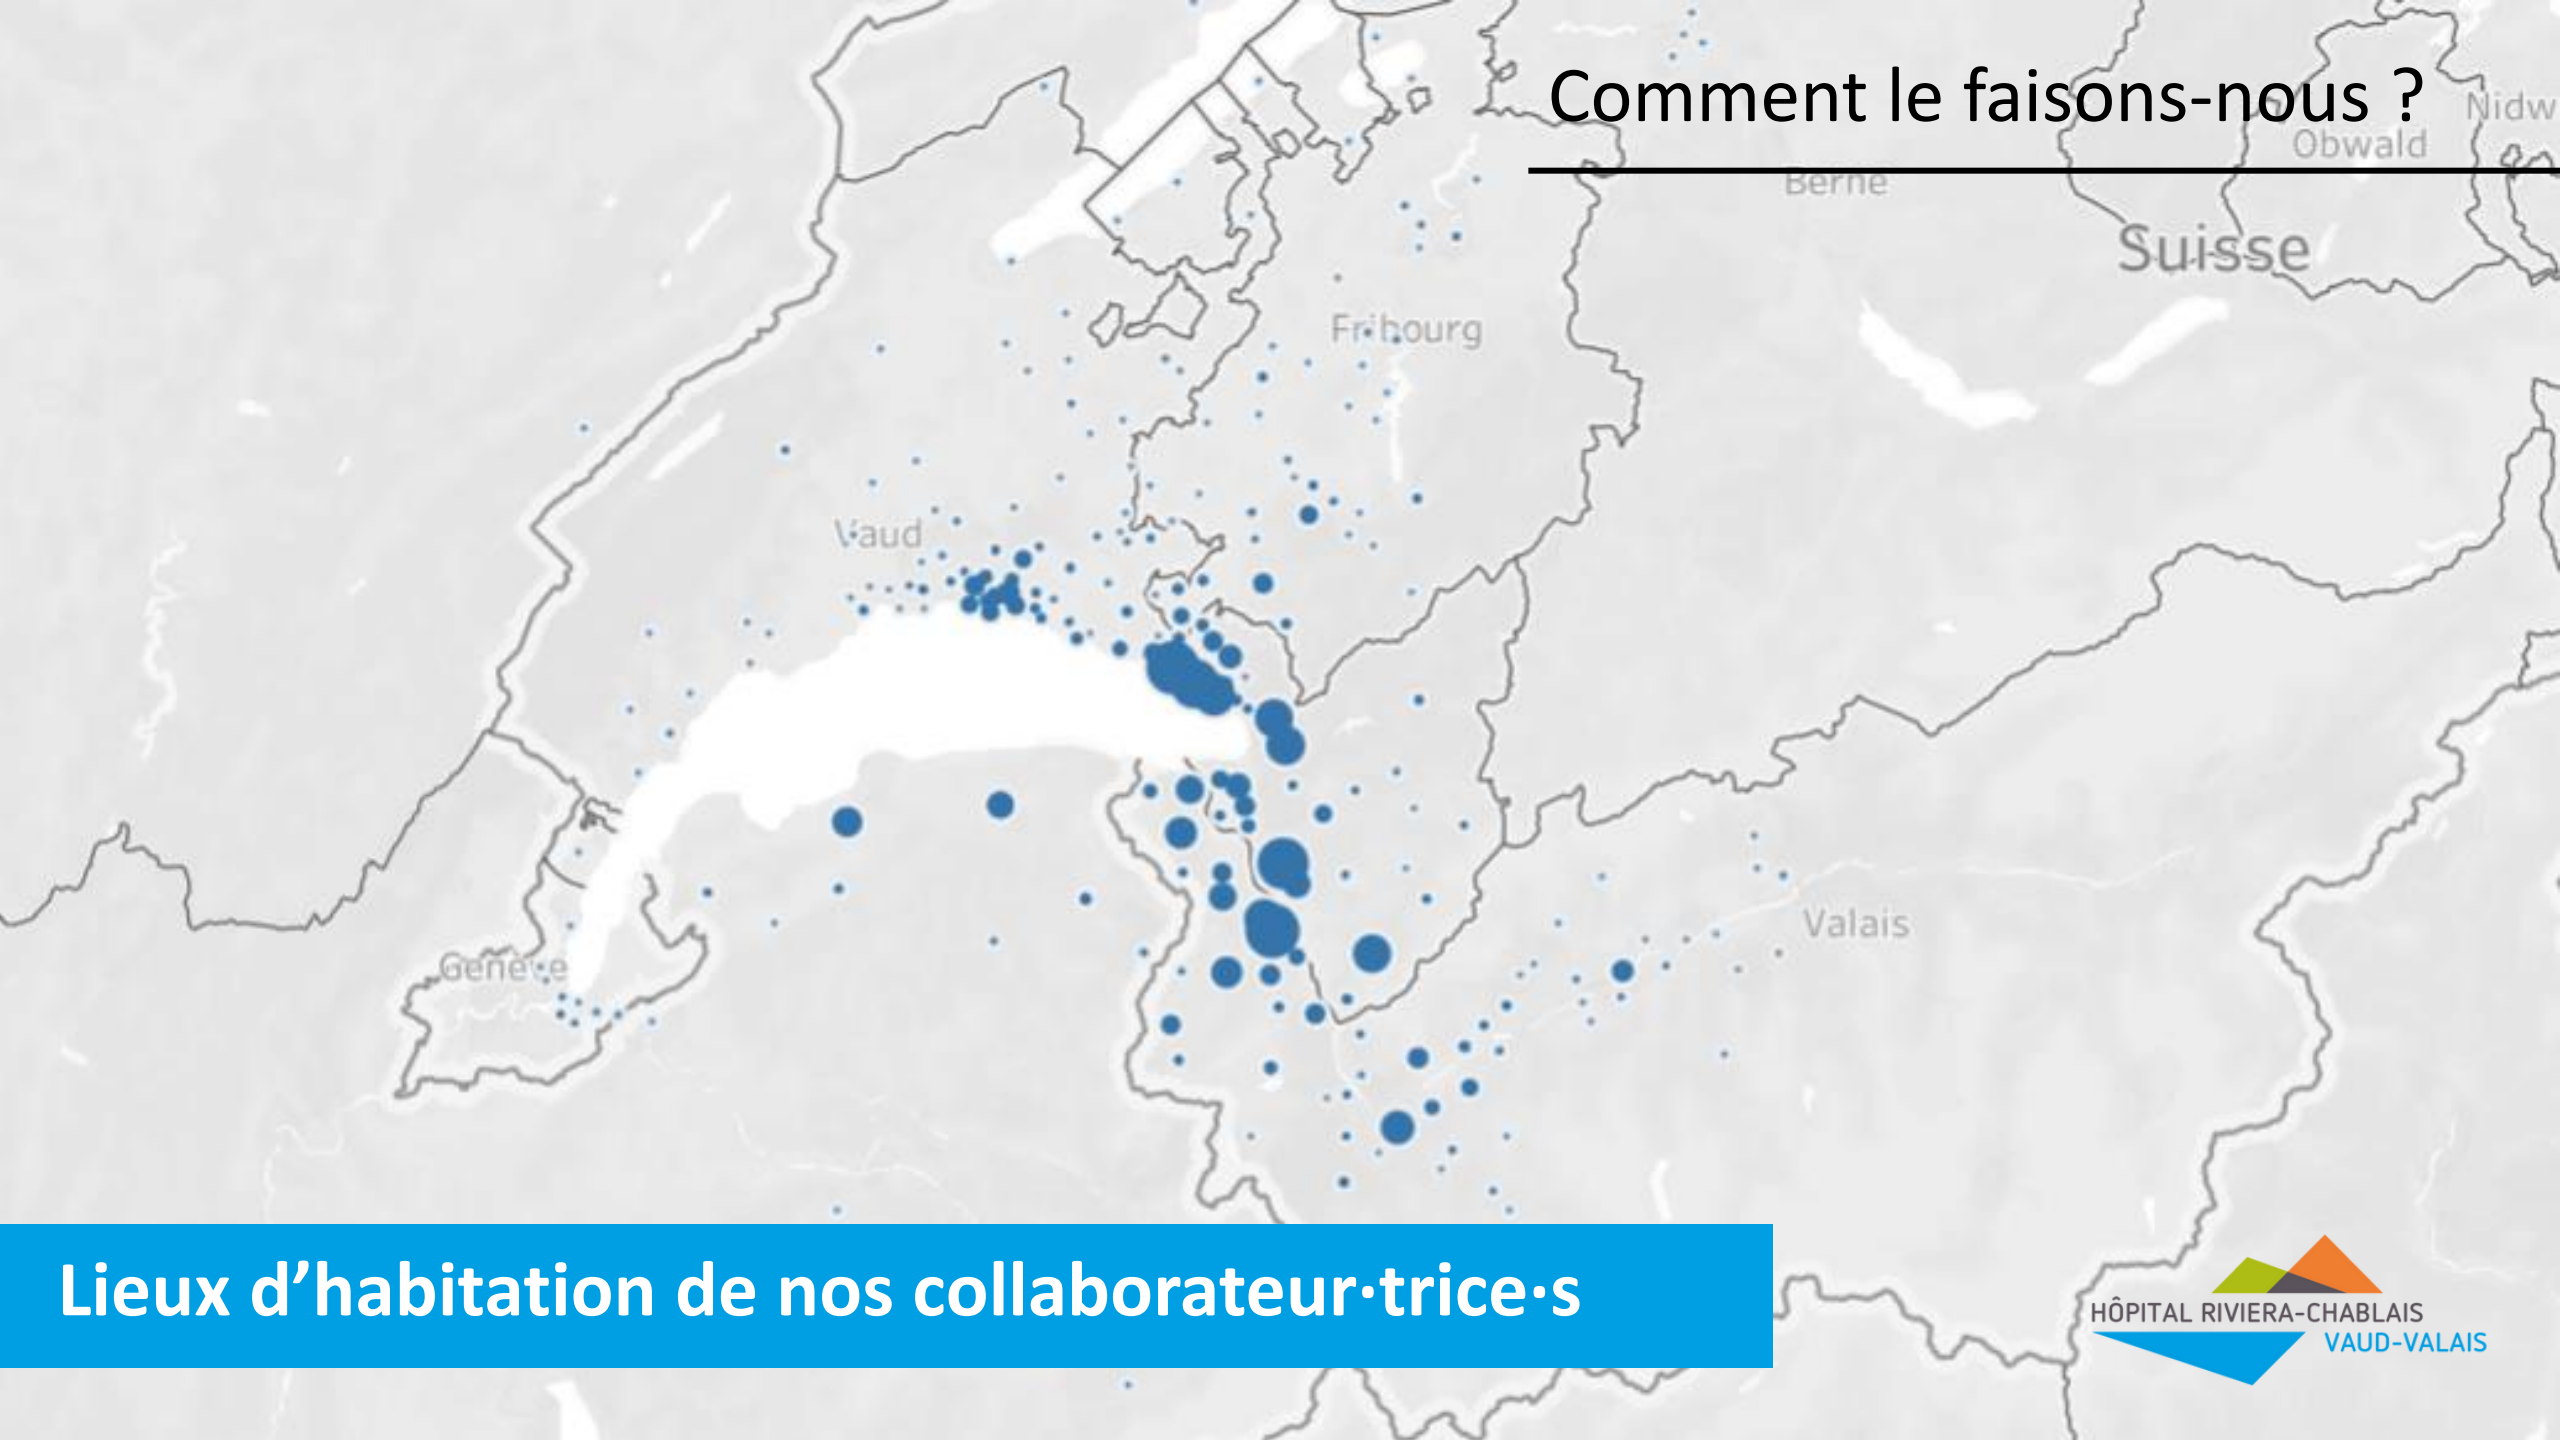 Comment le faisons-nous ?
Nidw
Obwald
Berne
Suisse
Fribourg
Vaud
Valais
Genève
Lieux d’habitation de nos collaborateur·trice·s
HÔPITAL RIVIERA-CHABLAIS
VAUD-VALAIS